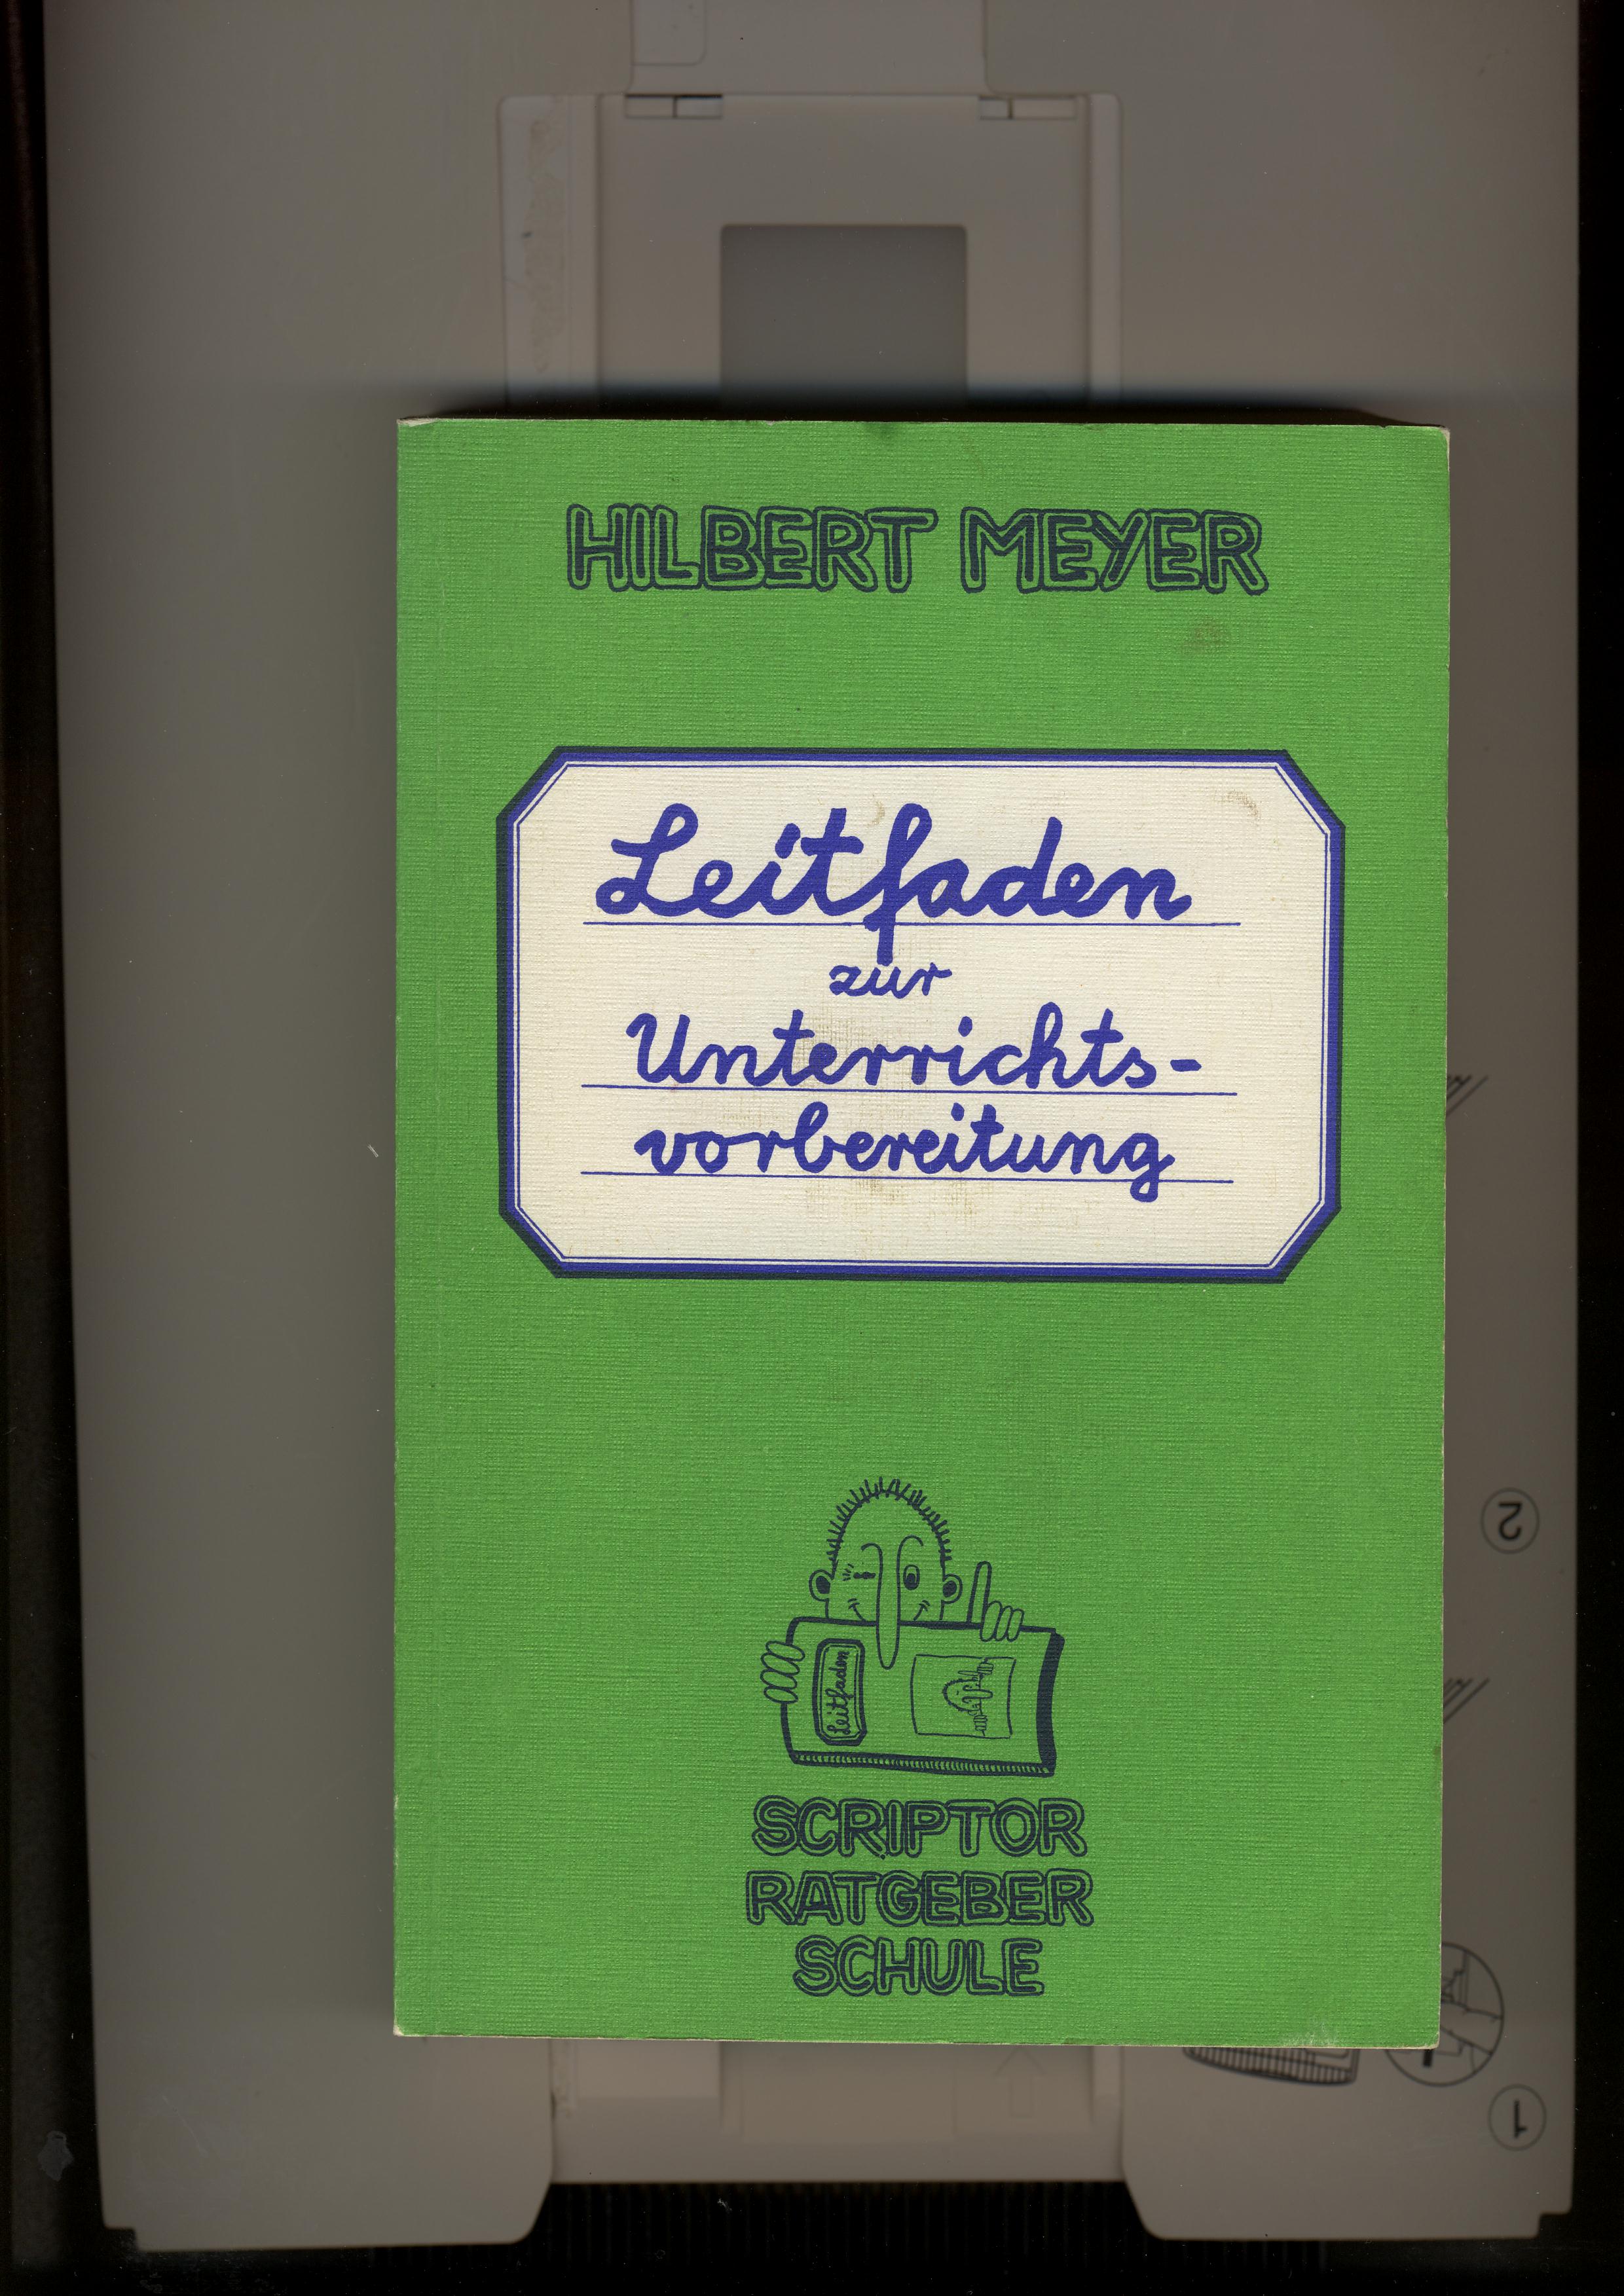 HILBERT MEYER
Leitfaden
zur
Unterrichts-
vorbereitung
Leitfaden
SCRIPTOR
RATGEBER
SCHULE
2
1